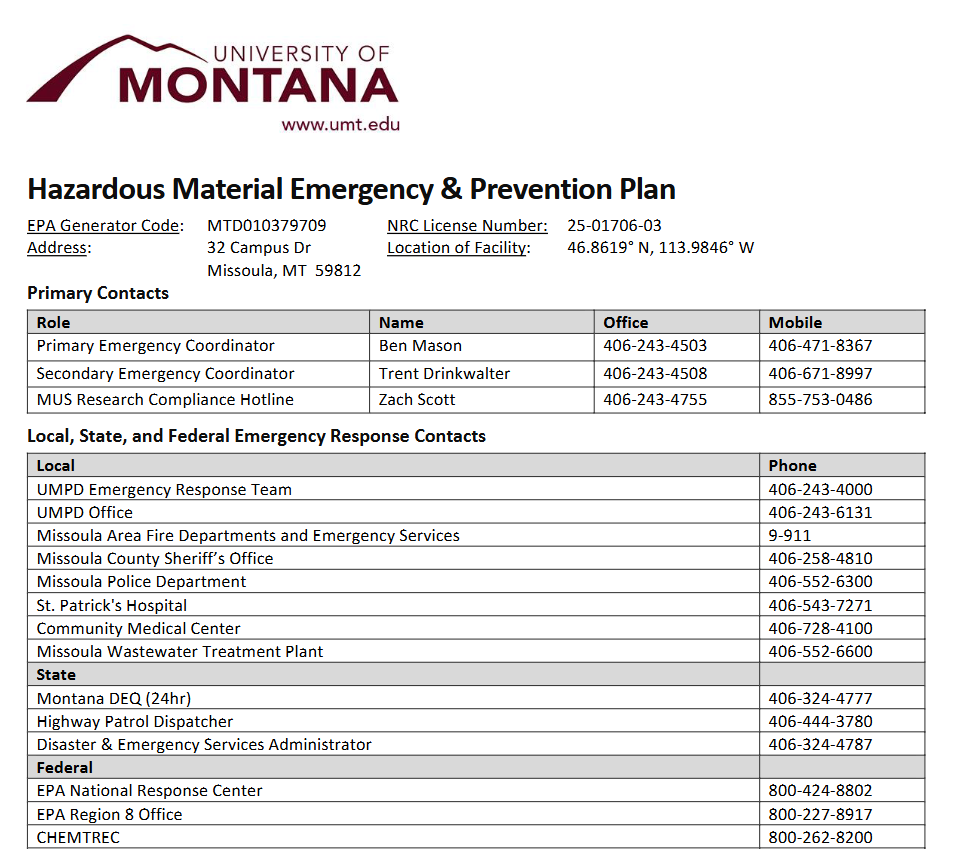 UNIVERSITY OF
MONTANA
www.umt.edu
Hazardous Material Emergency & Prevention Plan
EPA Generator Code: MTD010379709 NRC License Number: 25-01706-03
Address: 32 Campus Dr Location of Facility: 46.8619° N, 113.9846° W
Missoula, MT 59812
Primary Contacts
Role Name Office Mobile
Primary Emergency Coordinator Ben Mason 406-243-4503 406-471-8367
Secondary Emergency Coordinator Trent Drinkwalter 406-243-4508 406-671-8997
MUS Research Compliance Hotline Zach Scott 406-243-4755 855-753-0486
Local, State, and Federal Emergency Response Contacts
Local Phone
UMPD Emergency Response Team 406-243-4000
UMPD Office 406-243-6131
Missoula Area Fire Departments and Emergency Services 9-911
Missoula County Sheriff’s Office 406-258-4810
Missoula Police Department 406-552-6300
St. Patrick's Hospital 406-543-7271
Community Medical Center 406-728-4100
Missoula Wastewater Treatment Plant 406-552-6600
State
Montana DEQ (24hr) 406-324-4777
Highway Patrol Dispatcher 406-444-3780
Disaster & Emergency Services Administrator 406-324-4787
Federal
EPA National Response Center 800-424-8802
EPA Region 8 Office 800-227-8917
CHEMTREC 800-262-8200